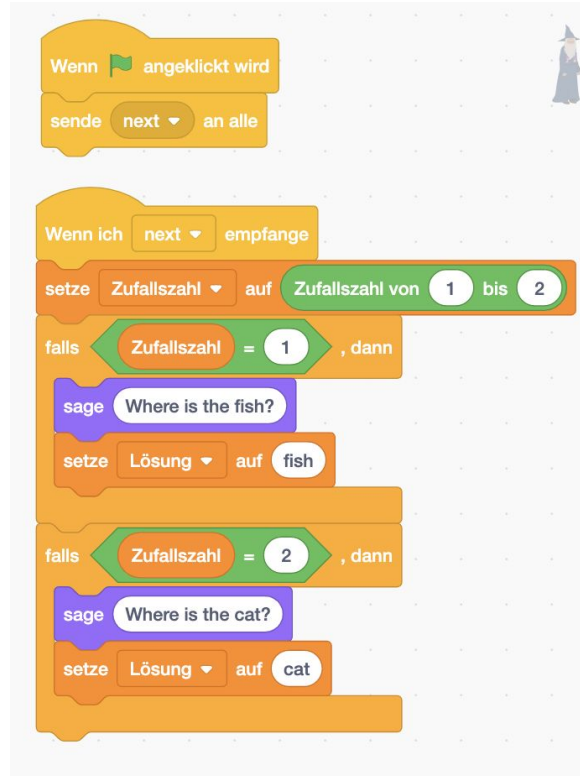 Wenn angeklickt wird
sende next an alle
Wenn ich next empfange
setze Zufallszahl auf Zufallszahl von 1 bis 2
falls Zufallszahl = 1 , dann
sage Where is the fish?
setze Lösung auf fish
falls Zufallszahl = 2 , dann
sage Where is the cat?
setze Lösung auf cat